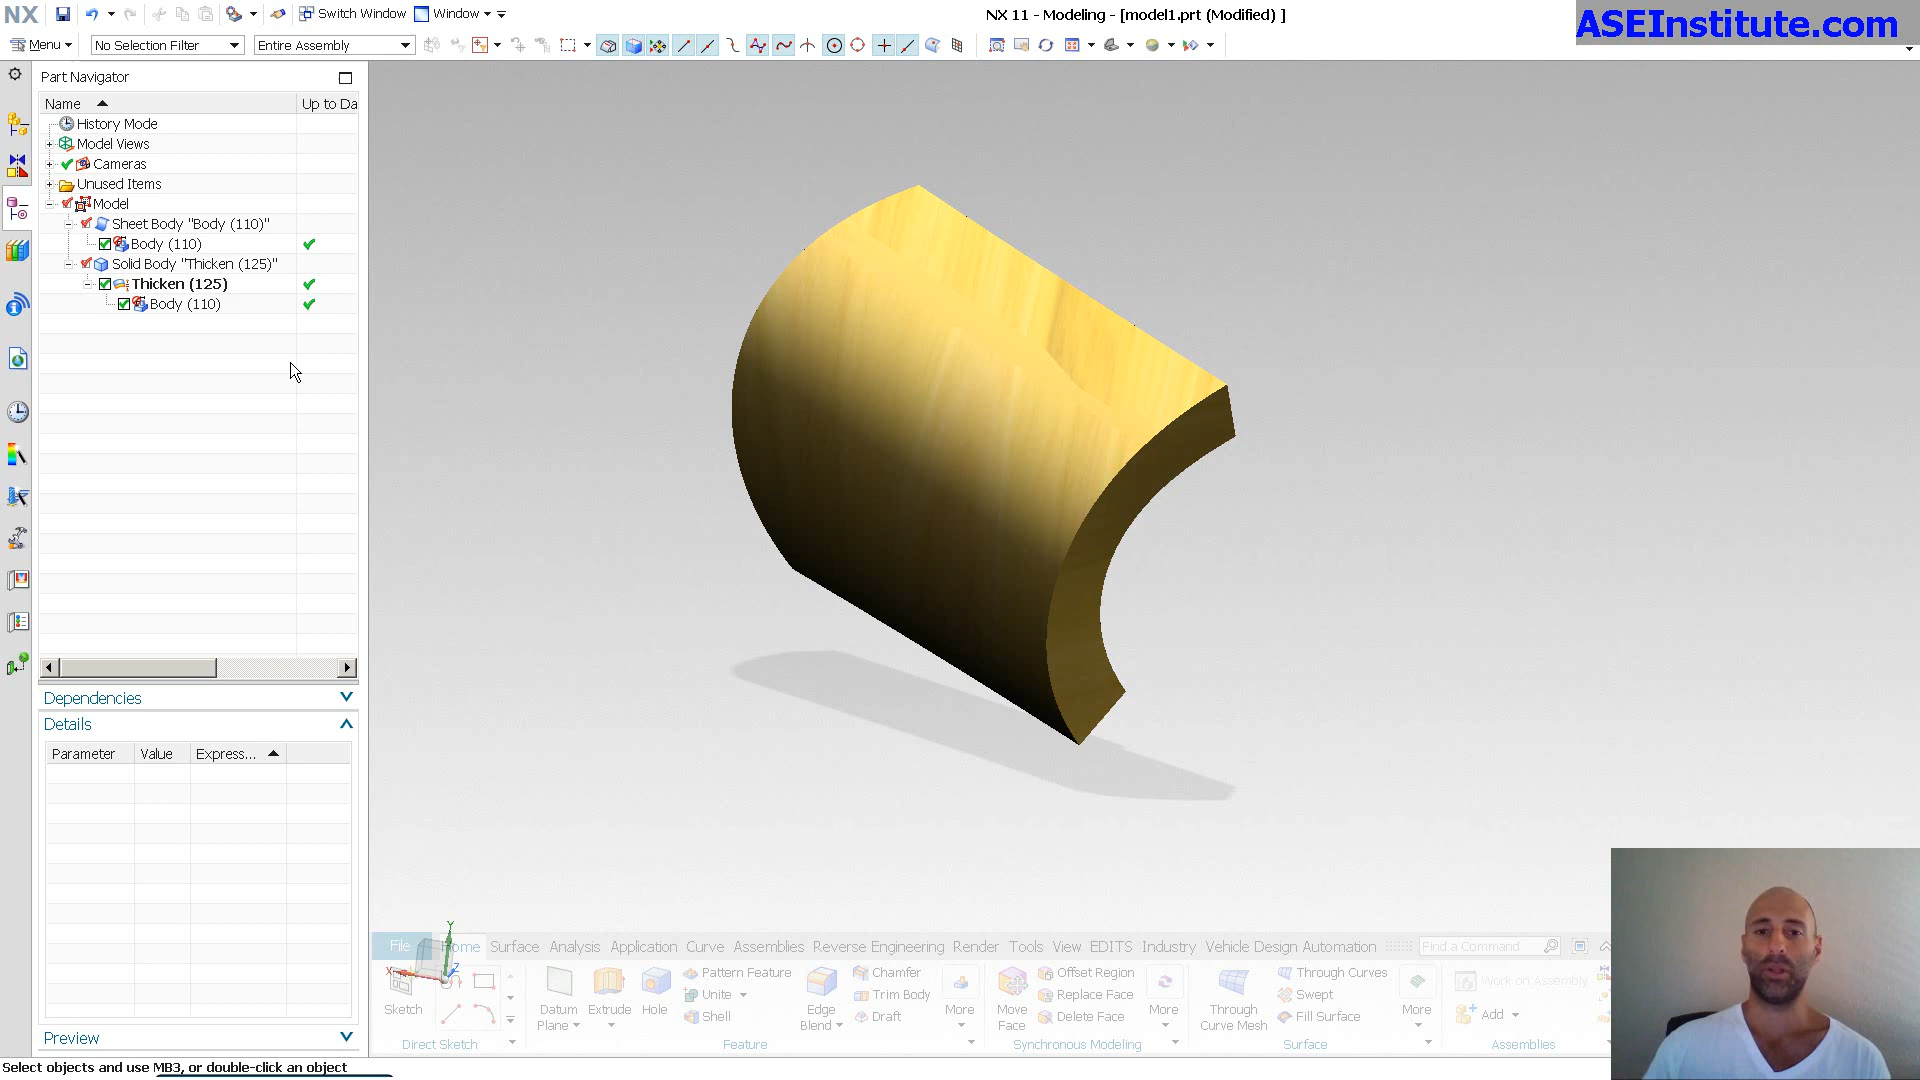 NX
Switch Window
Window
NX 11 - Modeling - [model1.prt (Modified) ]
ASEInstitute.com
Menu
No Selection Filter
Entire Assembly
Part Navigator
Name
Up to Da
History Mode
Model Views
Cameras
Unused Items
Model
Sheet Body "Body (110)"
Body (110)
Solid Body "Thicken (125)"
Thicken (125)
Body (110)
Dependencies
Details
Parameter
Value
Express...
Preview
Y
X
Z
File
Home
Surface
Analysis
Application
Curve
Assemblies
Reverse Engineering
Render
Tools
View
EDITS
Industry
Vehicle Design Automation
Find a Command
Sketch
Direct Sketch
Datum
Plane
Extrude
Hole
Pattern Feature
Unite
Shell
Edge
Blend
Chamfer
Trim Body
Draft
More
Feature
Move
Face
Offset Region
Replace Face
Delete Face
More
Synchronous Modeling
Through
Curve Mesh
Through Curves
Swept
Fill Surface
More
Surface
Work on Assembly
Add
Assemblies
Select objects and use MB3, or double-click an object